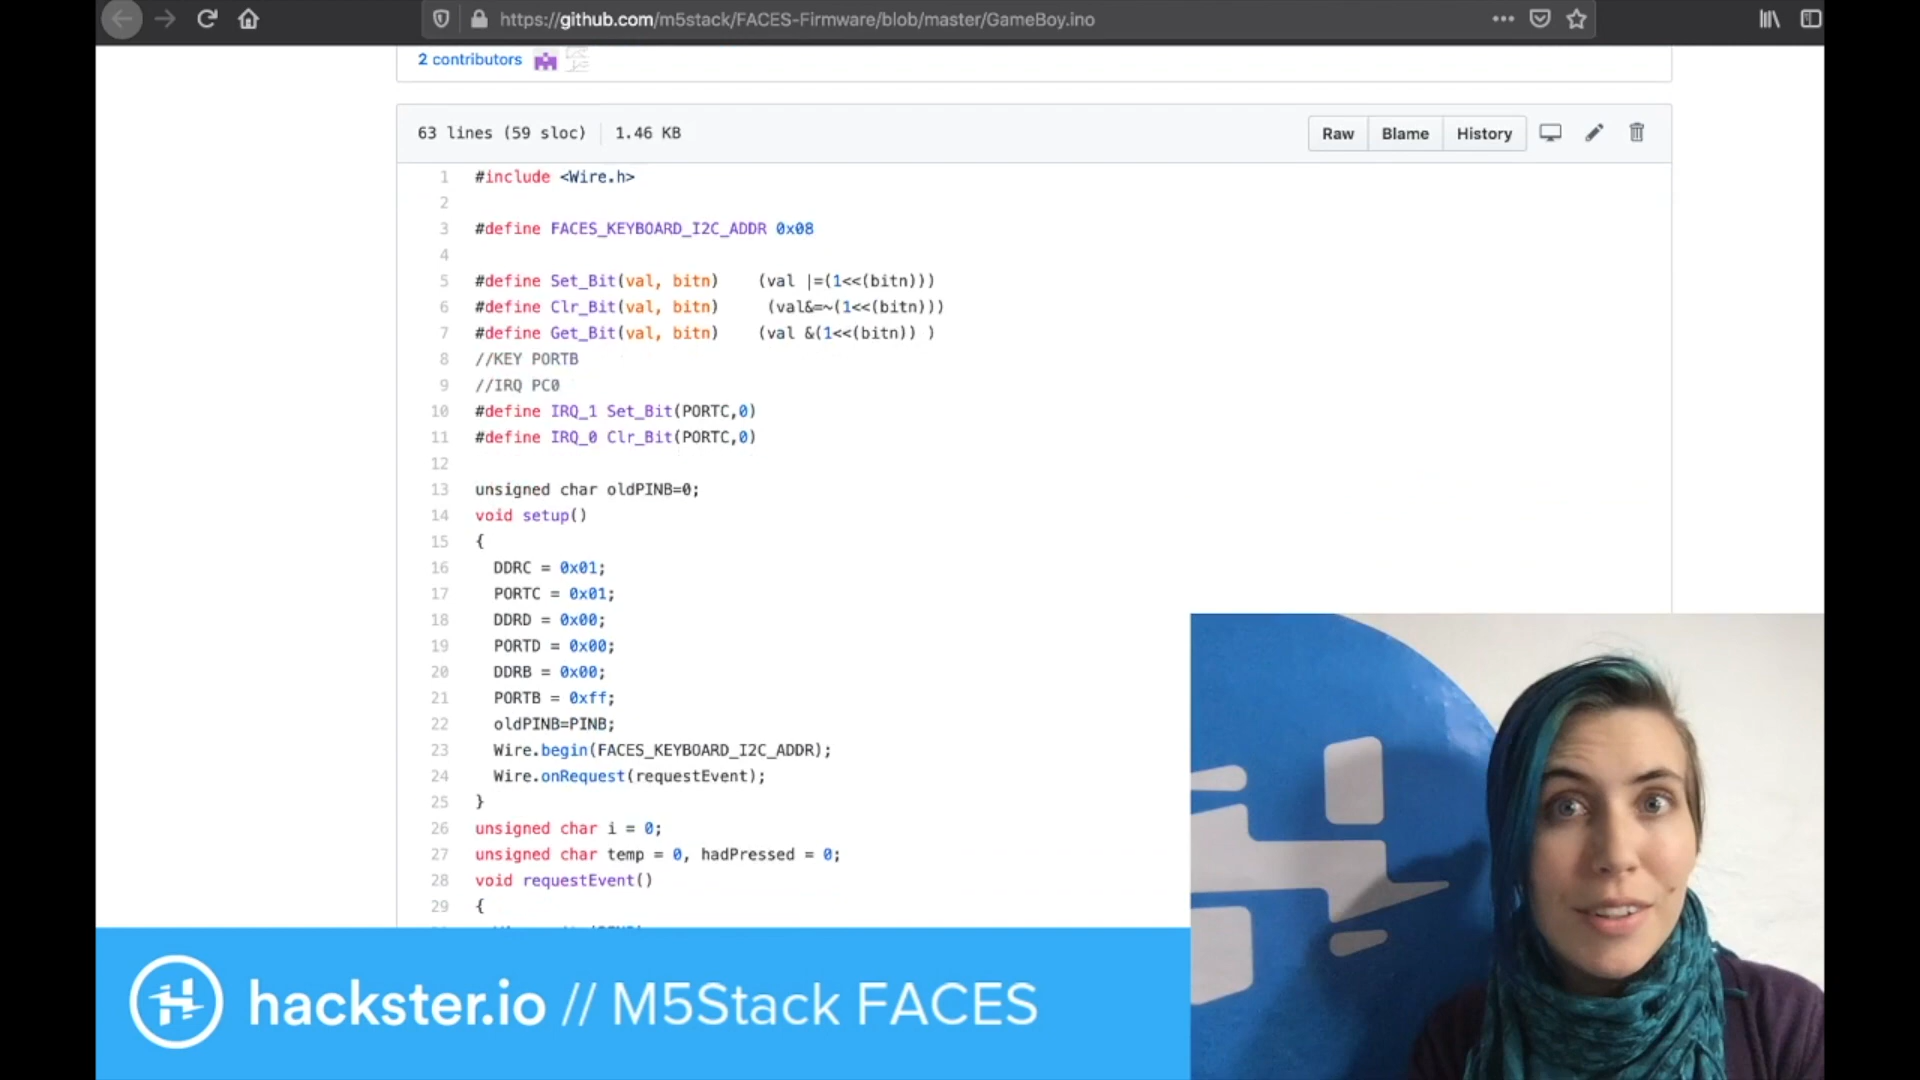 https://github.com/m5stack/FACES-Firmware/blob/master/GameBoy.ino
2 contributors
63 lines (59 sloc) 1.46 KB Raw Blame History
1 #include <Wire.h>
2
3 #define FACES_KEYBOARD_I2C_ADDR 0x08
4
5 #define Set_Bit(val, bitn) (val |=(1<<(bitn)))
6 #define Clr_Bit(val, bitn) (val&=~(1<<(bitn)))
7 #define Get_Bit(val, bitn) (val &(1<<(bitn)) )
8 //KEY PORTB
9 //IRQ PC0
10 #define IRQ_1 Set_Bit(PORTC,0)
11 #define IRQ_0 Clr_Bit(PORTC,0)
12
13 unsigned char oldPINB=0;
14 void setup()
15 {
16 DDRC = 0x01;
17 PORTC = 0x01;
18 DDRD = 0x00;
19 PORTD = 0x00;
20 DDRB = 0x00;
21 PORTB = 0xff;
22 oldPINB=PINB;
23 Wire.begin(FACES_KEYBOARD_I2C_ADDR);
24 Wire.onRequest(requestEvent);
25 }
26 unsigned char i = 0;
27 unsigned char temp = 0, hadPressed = 0;
28 void requestEvent()
29 {
hackster.io // M5Stack FACES